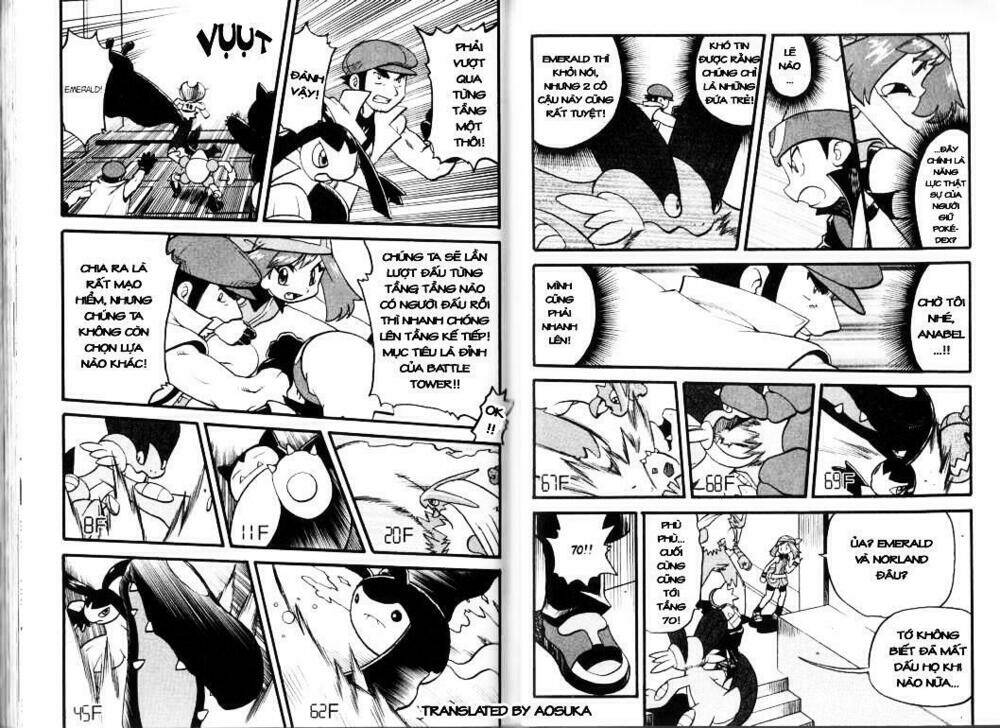 EMERALD!
VỤỤT
ĐÁNH
VẬY!
PHẢI
VƯỢT
QUA
TỪNG
TẦNG
MỘT
THÔI!
CHIA RA LÀ
RẤT MẠO
HIỂM, NHƯNG
CHÚNG TA
KHÔNG CÒN
CHỌN LỰA
NÀO KHÁC!
CHÚNG TA SẼ LẦN
LƯỢT ĐẤU TỪNG
TẦNG TẦNG NÀO
CÓ NGƯỜI ĐẤU RỒI
THÌ NHANH CHÓNG
LÊN TẦNG KẾ TIẾP!
MỤC TIÊU LÀ ĐỈNH
CỦA BATTLE
TOWER!!
OK
!!
8F
11F
20F
45F
62F
EMERALD THÌ
KHỎI NÓI,
NHƯNG 2 CÔ
CẬU NÀY CŨNG
RẤT TUYỆT!
KHÓ TIN
ĐƯỢC RẰNG
CHÚNG CHỈ
LÀ NHỮNG
ĐỨA TRẺ!
LẼ
NÀO
...
...ĐÂY
CHÍNH LÀ
NĂNG
LỰC THẬT
SỰ CỦA
NGƯỜI
GIỮ
POKÉ-
DEX?
MÌNH
CŨNG
PHẢI
NHANH
LÊN!
CHỜ TÔI
NHÉ,
ANABEL
...!!
67F
68F
69F
70!!
PHÙ
PHÙ...
CUỐI
CÙNG
CŨNG
TỚI
TẦNG
70!
ỦA? EMERALD
VÀ NORLAND
ĐÂU?
TỚ KHÔNG
BIẾT ĐÃ MẤT
DẤU HỌ KHI
NÀO NỮA...
TRANSLATED BY AOSUKA